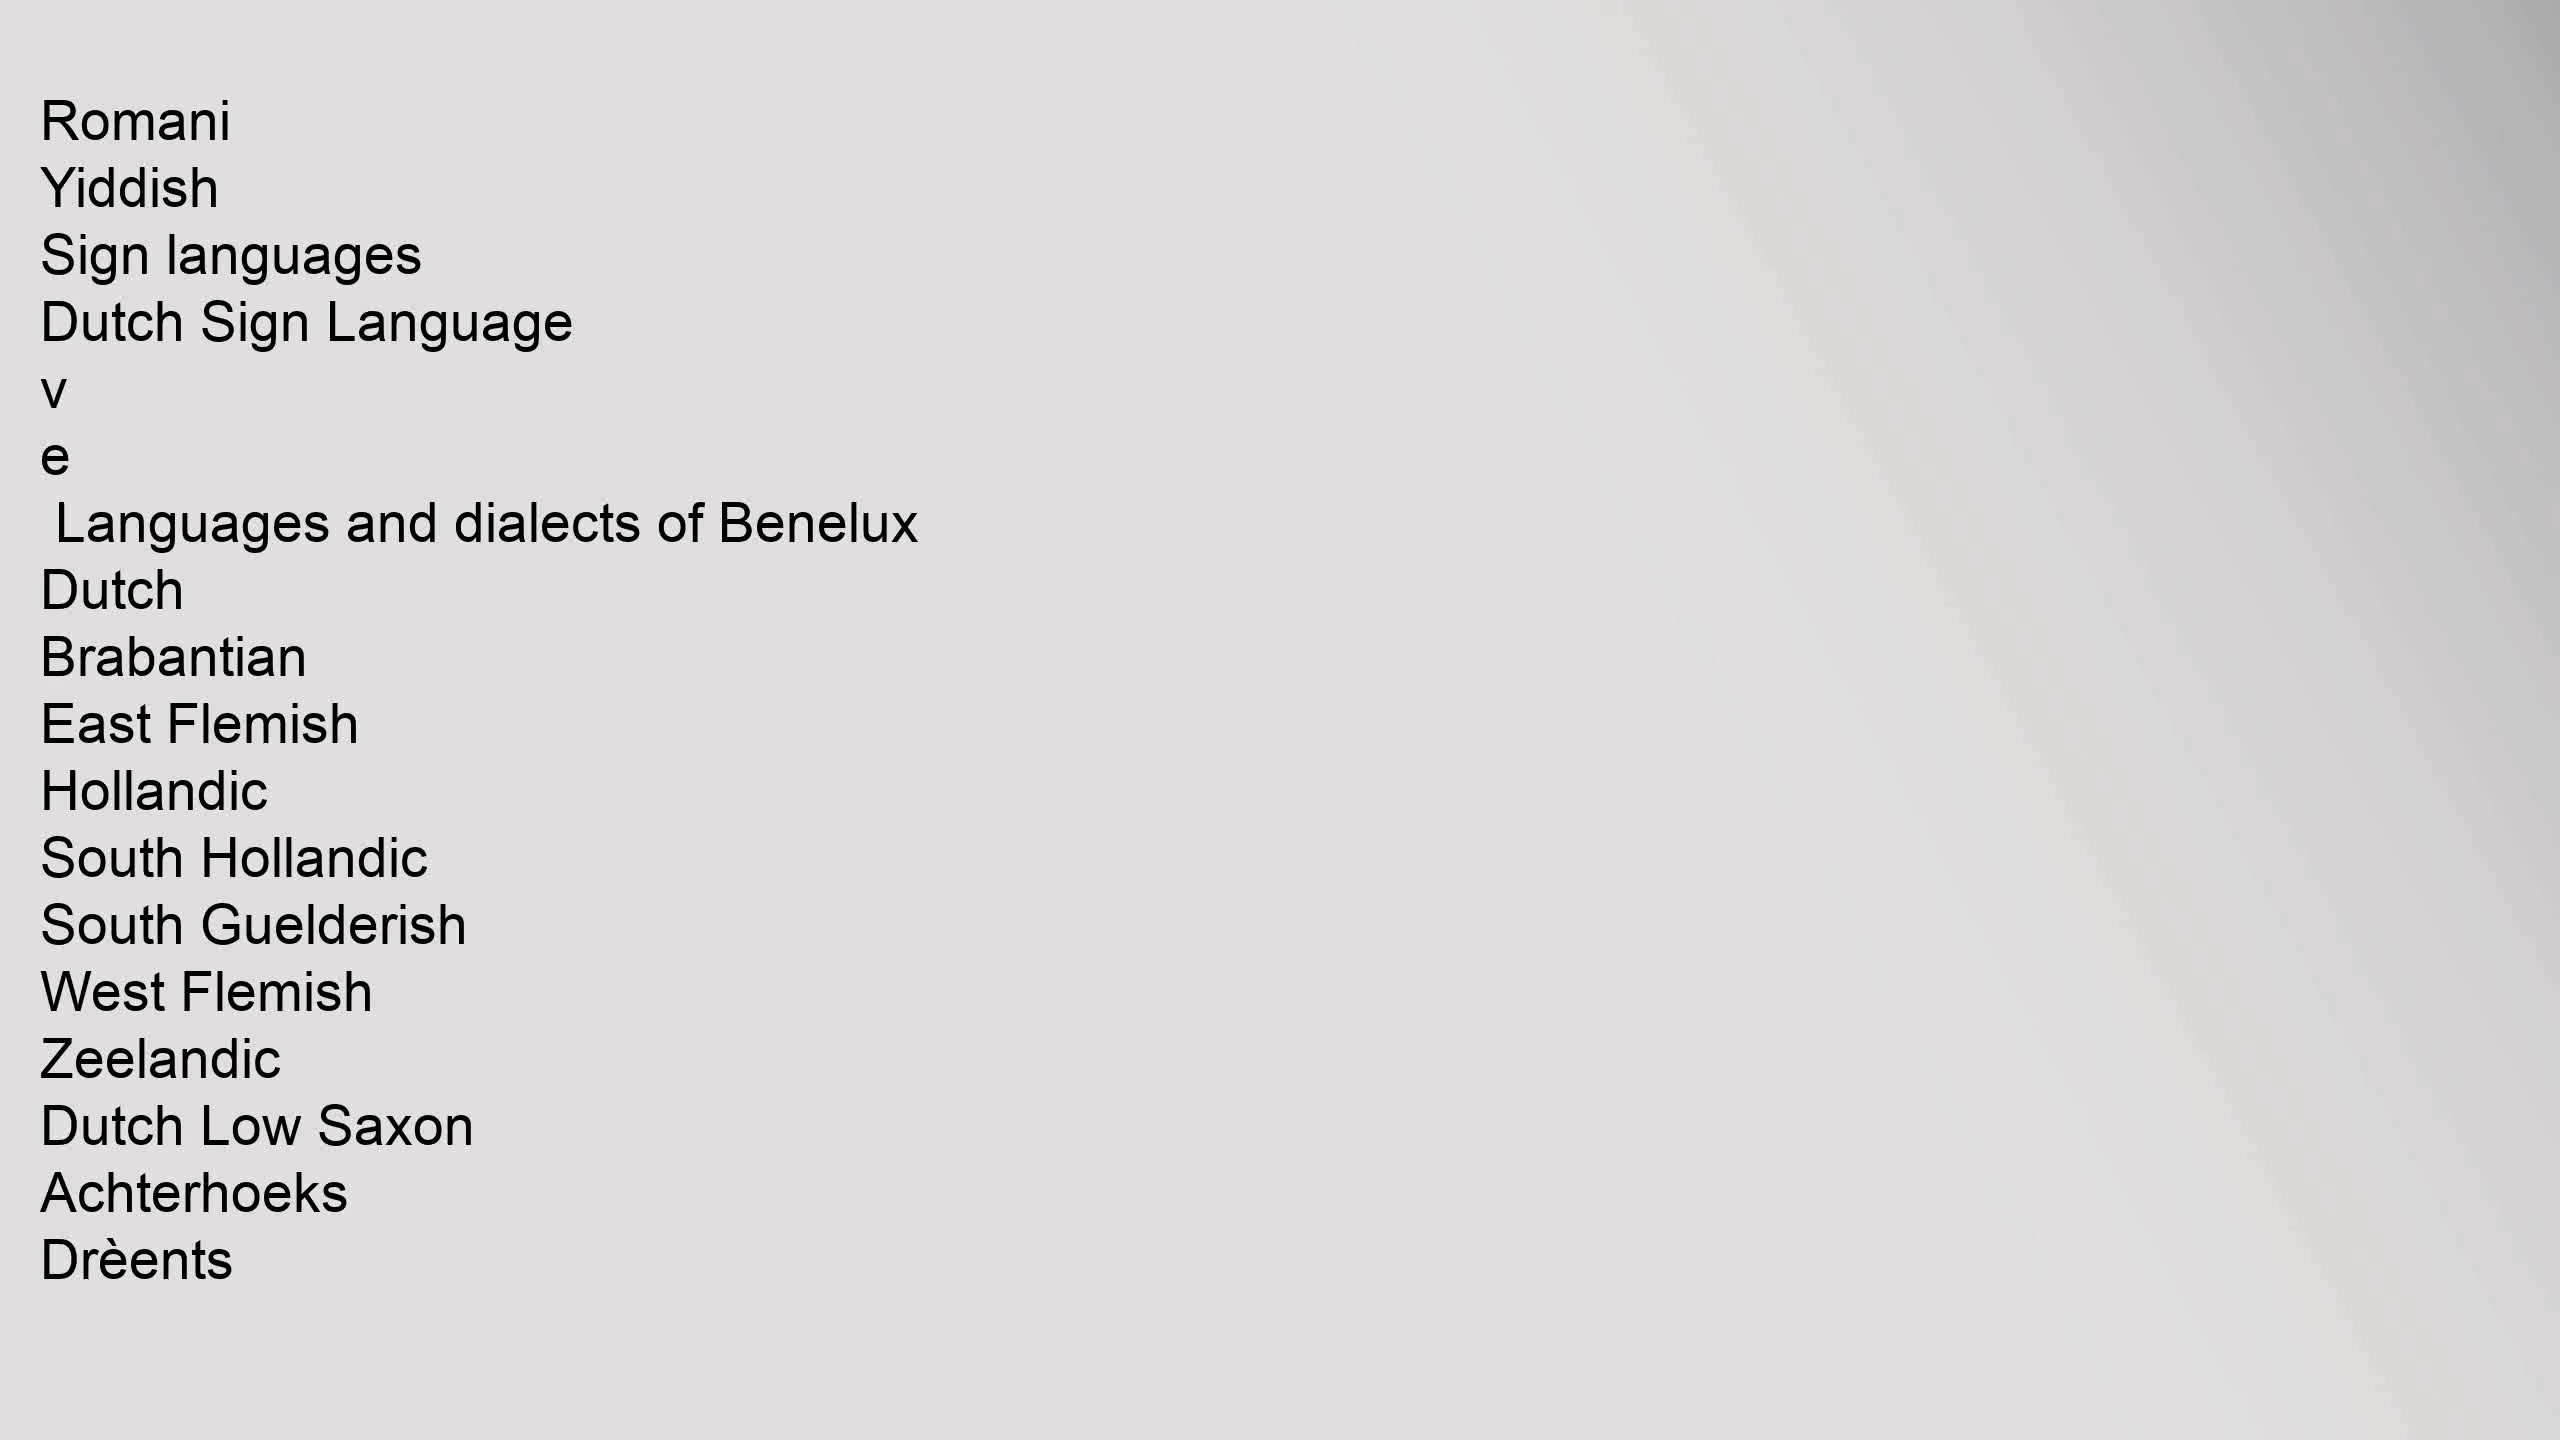 Romani
Yiddish
Sign languages
Dutch Sign Language
v
e
Languages and dialects of Benelux
Dutch
Brabantian
East Flemish
Hollandic
South Hollandic
South Guelderish
West Flemish
Zeelandic
Dutch Low Saxon
Achterhoeks
Drèents